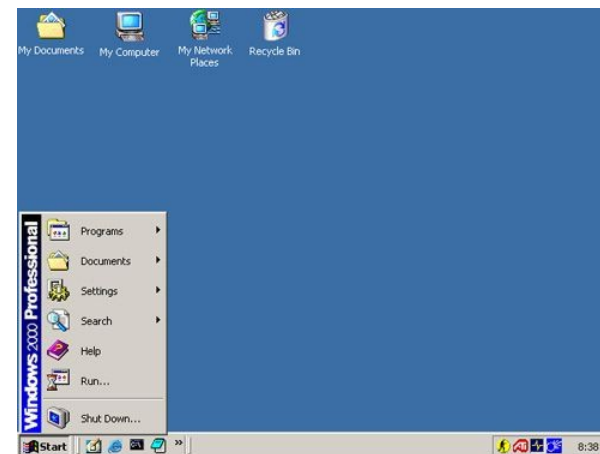 My Documents
My Computer
My Network
Places
Recycle Bin
Windows 2000 Professional
Programs
Documents
Settings
Search
Help
Run...
Shut Down...
Start
»
ATI
8:38